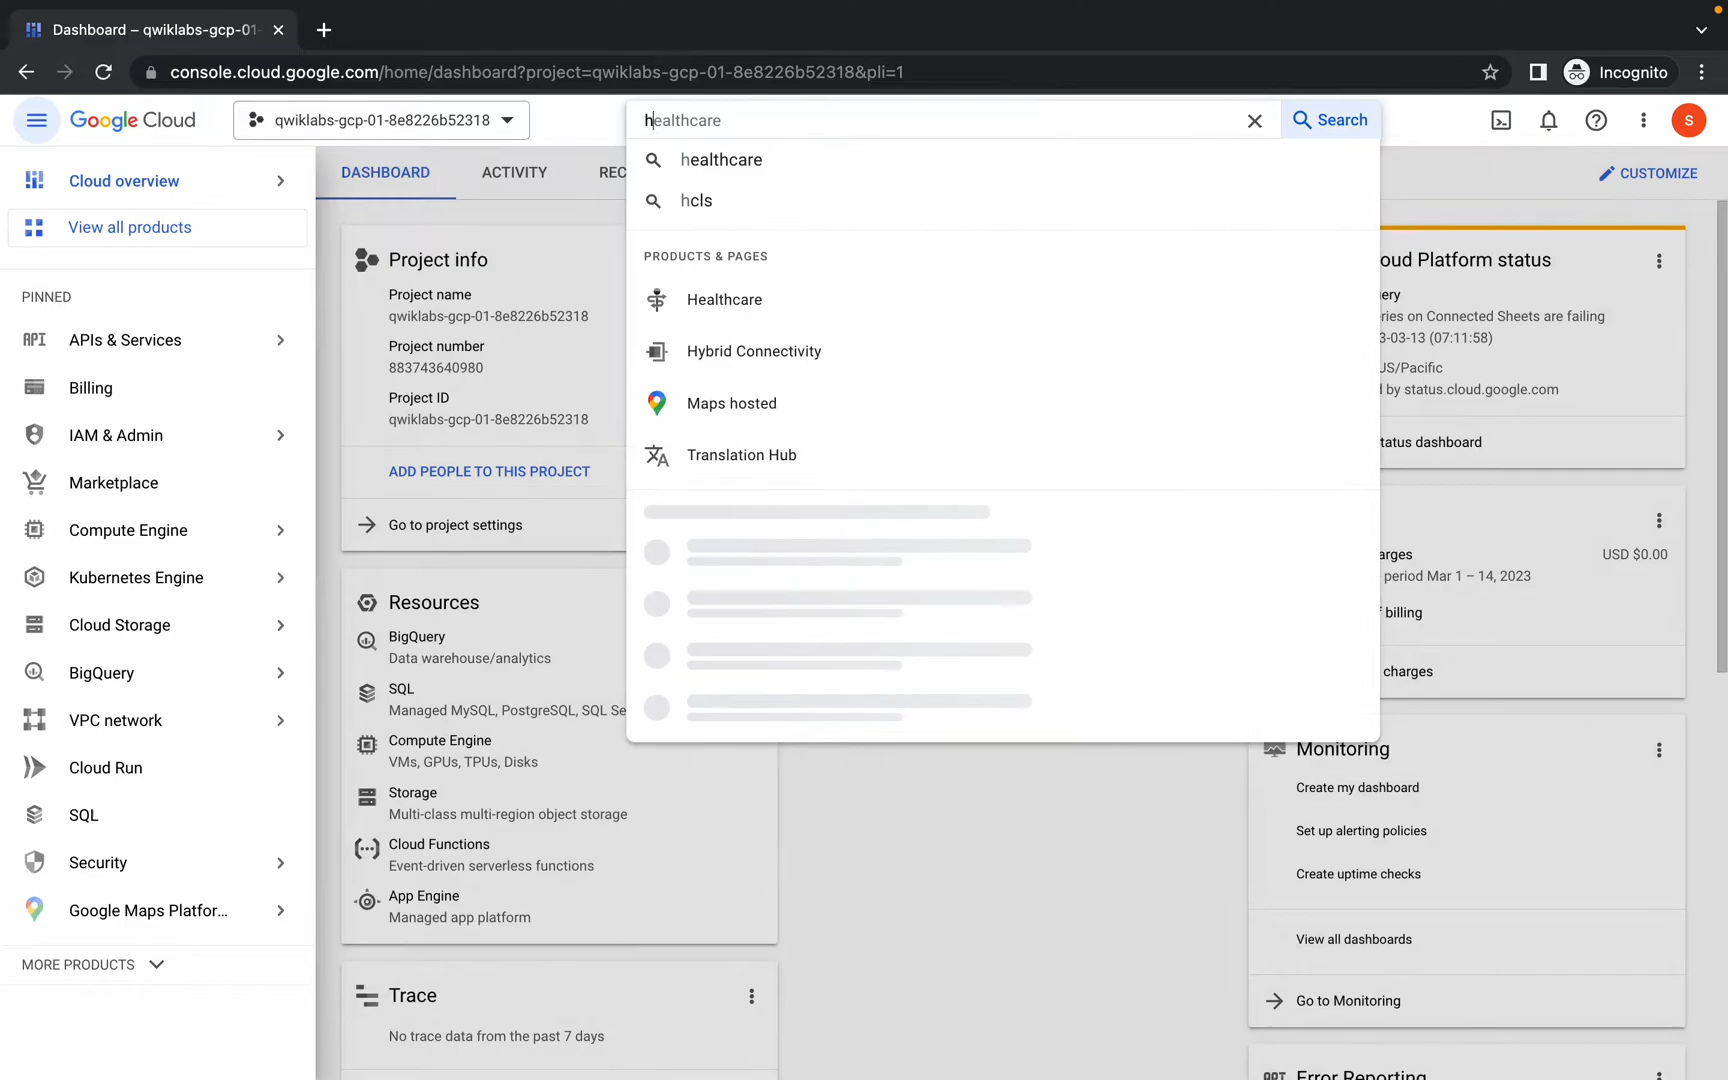 Dashboard – qwiklabs-gcp-01-
console.cloud.google.com/home/dashboard?project=qwiklabs-gcp-01-8e8226b52318&pli=1
Incognito
Google Cloud
qwiklabs-gcp-01-8e8226b52318
healthcare
Search
S
Cloud overview
View all products
PINNED
APIs & Services
Billing
IAM & Admin
Marketplace
Compute Engine
Kubernetes Engine
Cloud Storage
BigQuery
VPC network
Cloud Run
SQL
Security
Google Maps Platfor...
MORE PRODUCTS
DASHBOARD
ACTIVITY
REC
CUSTOMIZE
healthcare
hcls
PRODUCTS & PAGES
Healthcare
Hybrid Connectivity
Maps hosted
Translation Hub
Project info
Project name
qwiklabs-gcp-01-8e8226b52318
Project number
883743640980
Project ID
qwiklabs-gcp-01-8e8226b52318
ADD PEOPLE TO THIS PROJECT
Go to project settings
Resources
BigQuery
Data warehouse/analytics
SQL
Managed MySQL, PostgreSQL, SQL Se
Compute Engine
VMs, GPUs, TPUs, Disks
Storage
Multi-class multi-region object storage
Cloud Functions
Event-driven serverless functions
App Engine
Managed app platform
Trace
No trace data from the past 7 days
oud Platform status
ery
ries on Connected Sheets are failing
3-03-13 (07:11:58)
US/Pacific
d by status.cloud.google.com
tatus dashboard
arges
USD $0.00
period Mar 1 – 14, 2023
f billing
charges
Monitoring
Create my dashboard
Set up alerting policies
Create uptime checks
View all dashboards
Go to Monitoring
API
Error Reporting